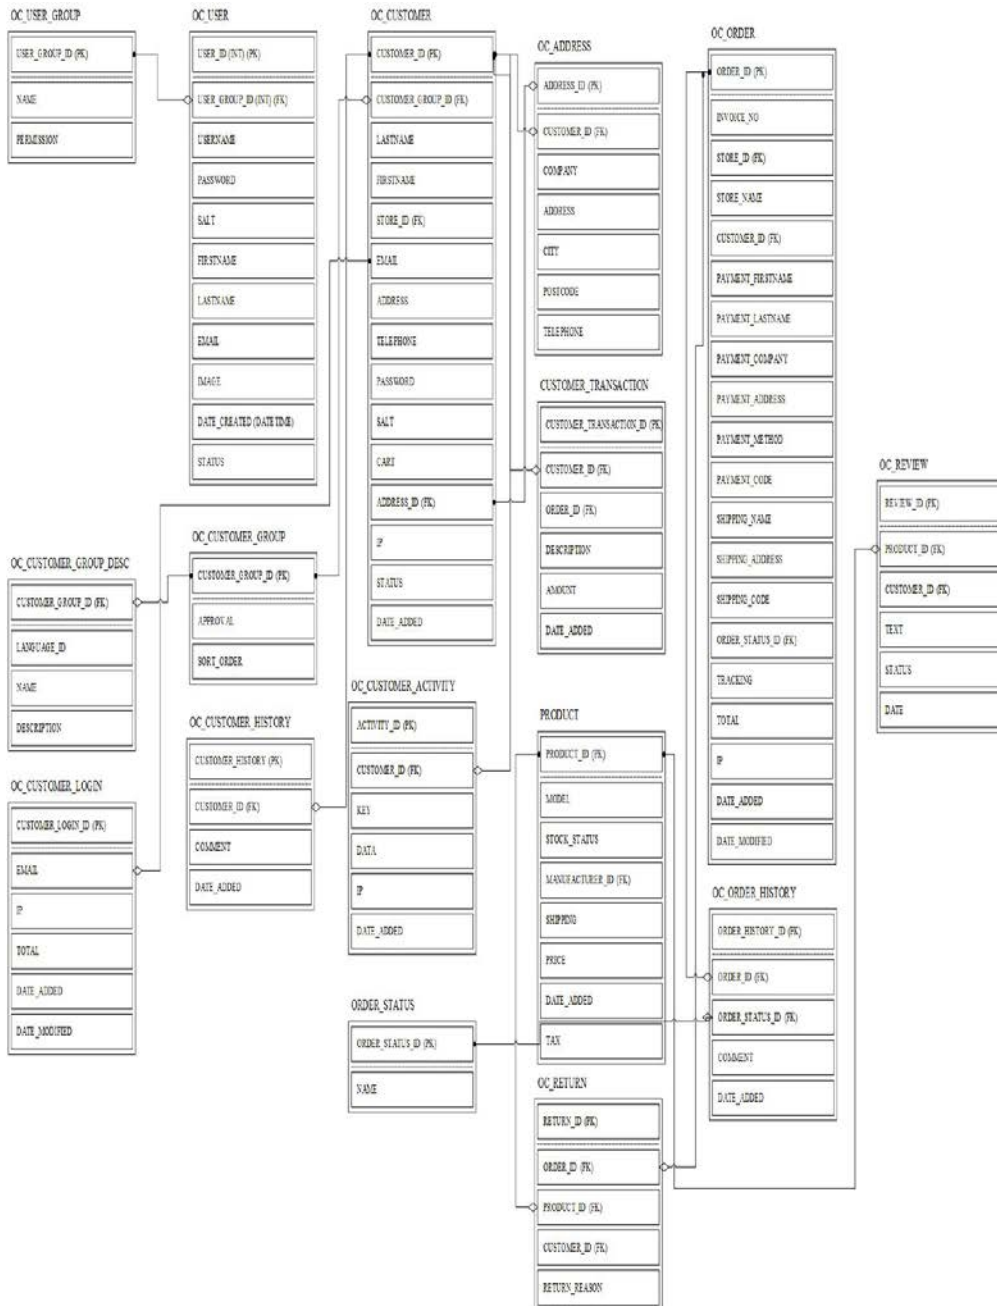 OC_USER_GROUP
USER_GROUP_ID (PK)
NAME
PERMISSION
OC_USER
USER_ID (INT) (PK)
USER_GROUP_ID (INT) (FK)
USERNAME
PASSWORD
SALT
FIRSTNAME
LASTNAME
EMAIL
IMAGE
DATE_CREATED (DATETIME)
STATUS
OC_CUSTOMER
CUSTOMER_ID (PK)
CUSTOMER_GROUP_ID (FK)
LASTNAME
FIRSTNAME
STORE_ID (FK)
EMAIL
ADDRESS
TELEPHONE
PASSWORD
SALT
CART
ADDRESS_ID (FK)
IP
STATUS
DATE_ADDED
OC_ADDRESS
ADDRESS_ID (PK)
CUSTOMER_ID (FK)
COMPANY
ADDRESS
CITY
POSTCODE
TELEPHONE
OC_ORDER
ORDER_ID (PK)
INVOICE_NO
STORE_ID (FK)
STORE_NAME
CUSTOMER_ID (FK)
PAYMENT_FIRSTNAME
PAYMENT_LASTNAME
PAYMENT_COMPANY
PAYMENT_ADDRESS
PAYMENT_METHOD
PAYMENT_CODE
SHIPPING_NAME
SHIPPING_ADDRESS
SHIPPING_CODE
ORDER_STATUS_ID (FK)
TRACKING
TOTAL
IP
DATE_ADDED
DATE_MODIFIED
CUSTOMER_TRANSACTION
CUSTOMER_TRANSACTION_ID (PK)
CUSTOMER_ID (FK)
ORDER_ID (FK)
DESCRIPTION
AMOUNT
DATE_ADDED
OC_REVIEW
REVIEW_ID (PK)
PRODUCT_ID (FK)
CUSTOMER_ID (FK)
TEXT
STATUS
DATE
OC_CUSTOMER_GROUP_DESC
CUSTOMER_GROUP_ID (FK)
LANGUAGE_ID
NAME
DESCRIPTION
OC_CUSTOMER_GROUP
CUSTOMER_GROUP_ID (PK)
APPROVAL
SORT_ORDER
OC_CUSTOMER_HISTORY
CUSTOMER_HISTORY (PK)
CUSTOMER_ID (FK)
COMMENT
DATE_ADDED
OC_CUSTOMER_ACTIVITY
ACTIVITY_ID (PK)
CUSTOMER_ID (FK)
KEY
DATA
IP
DATE_ADDED
PRODUCT
PRODUCT_ID (PK)
MODEL
STOCK_STATUS
MANUFACTURER_ID (FK)
SHIPPING
PRICE
DATE_ADDED
TAX
OC_CUSTOMER_LOGIN
CUSTOMER_LOGIN_ID (PK)
EMAIL
IP
TOTAL
DATE_ADDED
DATE_MODIFIED
OC_ORDER_HISTORY
ORDER_HISTORY_ID (PK)
ORDER_ID (FK)
ORDER_STATUS_ID (FK)
COMMENT
DATE_ADDED
ORDER_STATUS
ORDER_STATUS_ID (PK)
NAME
OC_RETURN
RETURN_ID (PK)
ORDER_ID (FK)
PRODUCT_ID (FK)
CUSTOMER_ID (FK)
RETURN_REASON